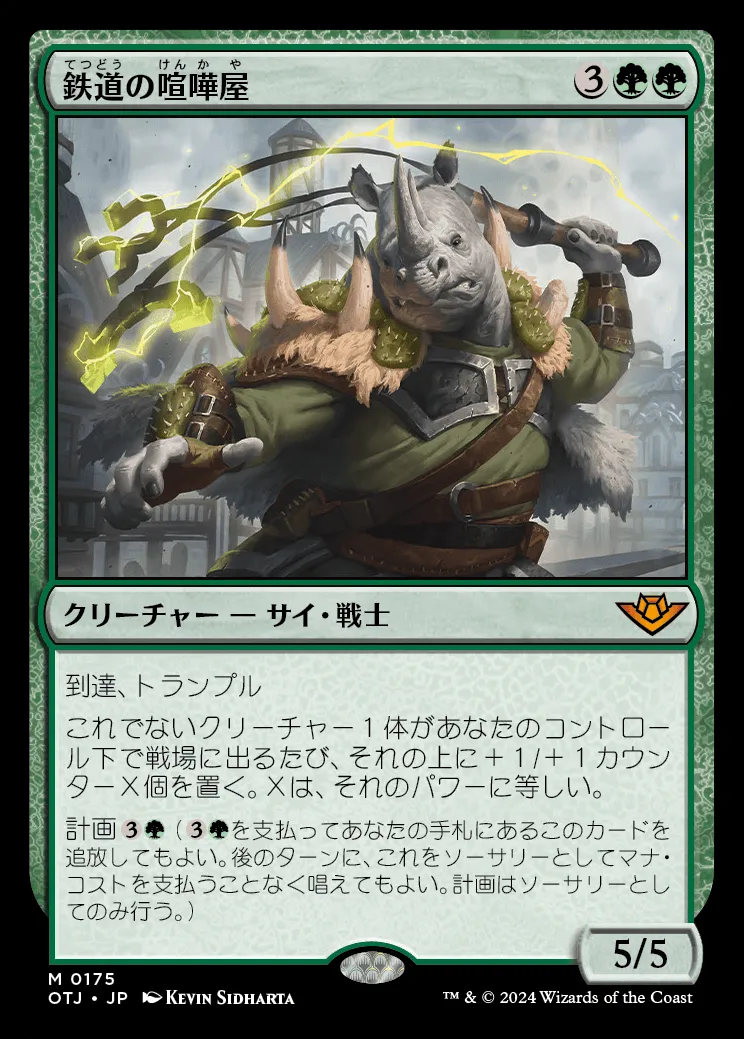 てつどう けんかや
鉄道の喧嘩屋 3
クリーチャー — サイ・戦士
到達、トランプル
これでないクリーチャー1体があなたのコントロー
ル下で戦場に出るたび、それの上に+1/+1カウン
ターX個を置く。Xは、それのパワーに等しい。
計画3(3を支払ってあなたの手札にあるこのカードを
追放してもよい。後のターンに、これをソーサリーとしてマナ・
コストを支払うことなく唱えてもよい。計画はソーサリーとし
てのみ行う。)
5/5
M 0175
OTJ • JP KEVIN SIDHARTA
™ & © 2024 Wizards of the Coast